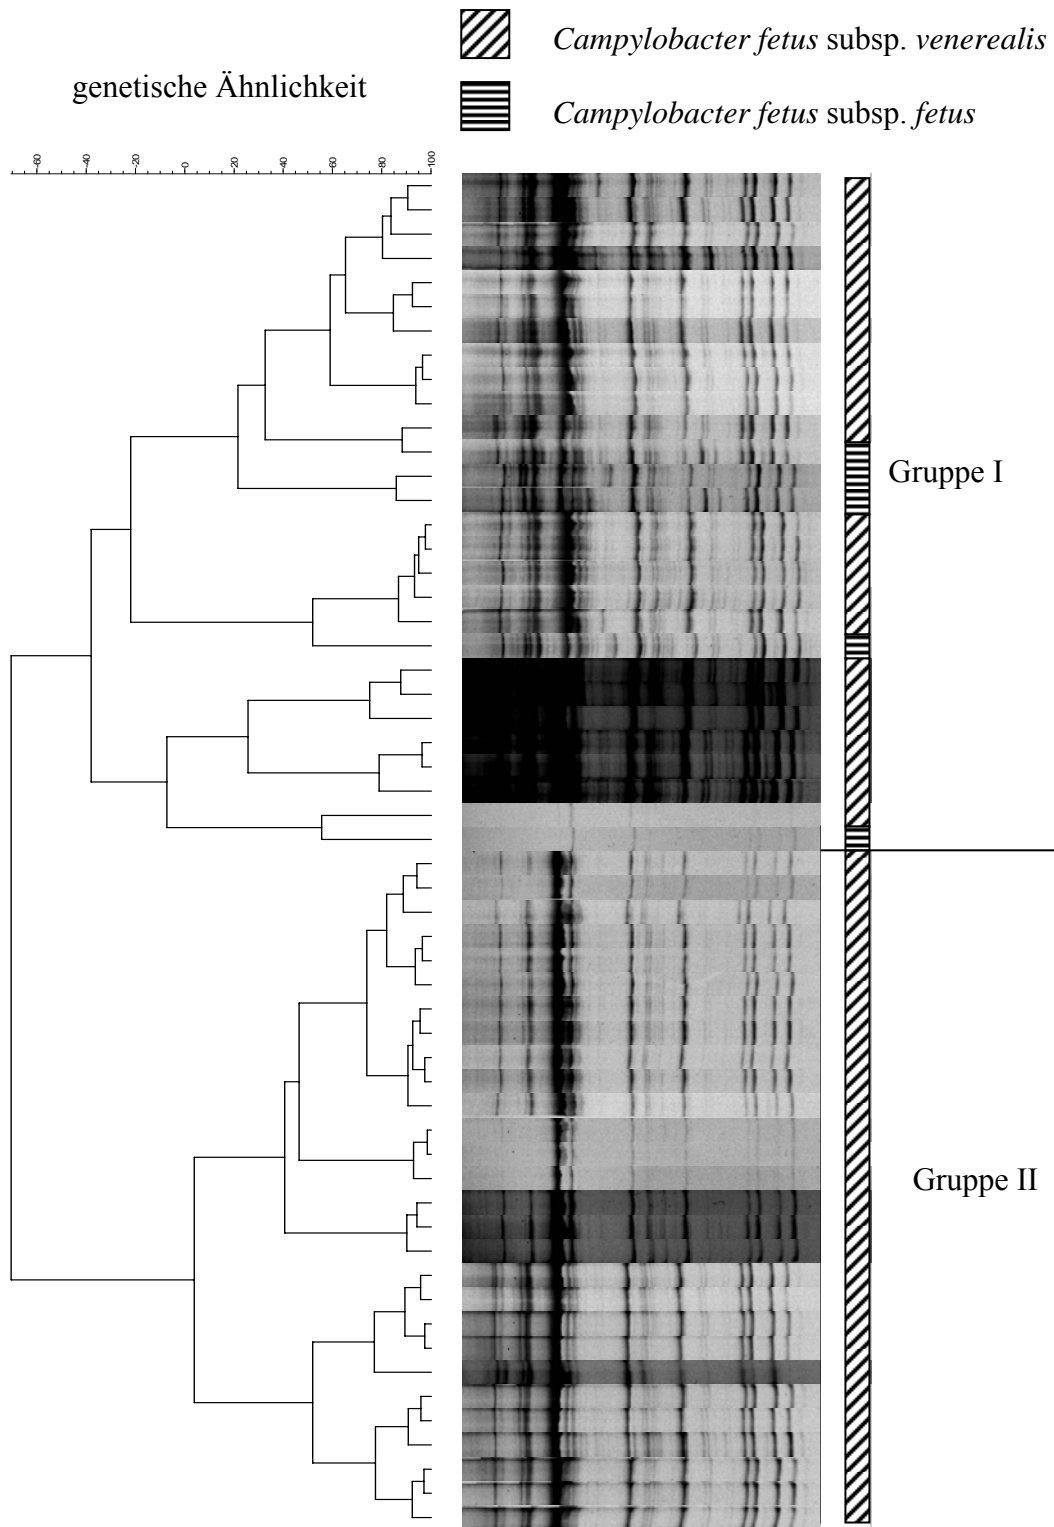 Campylobacter fetus subsp. venerealis
genetische Ähnlichkeit
Campylobacter fetus subsp. fetus
-60 -40 -20 -0 20 40 60 80 100
Gruppe I
Gruppe II